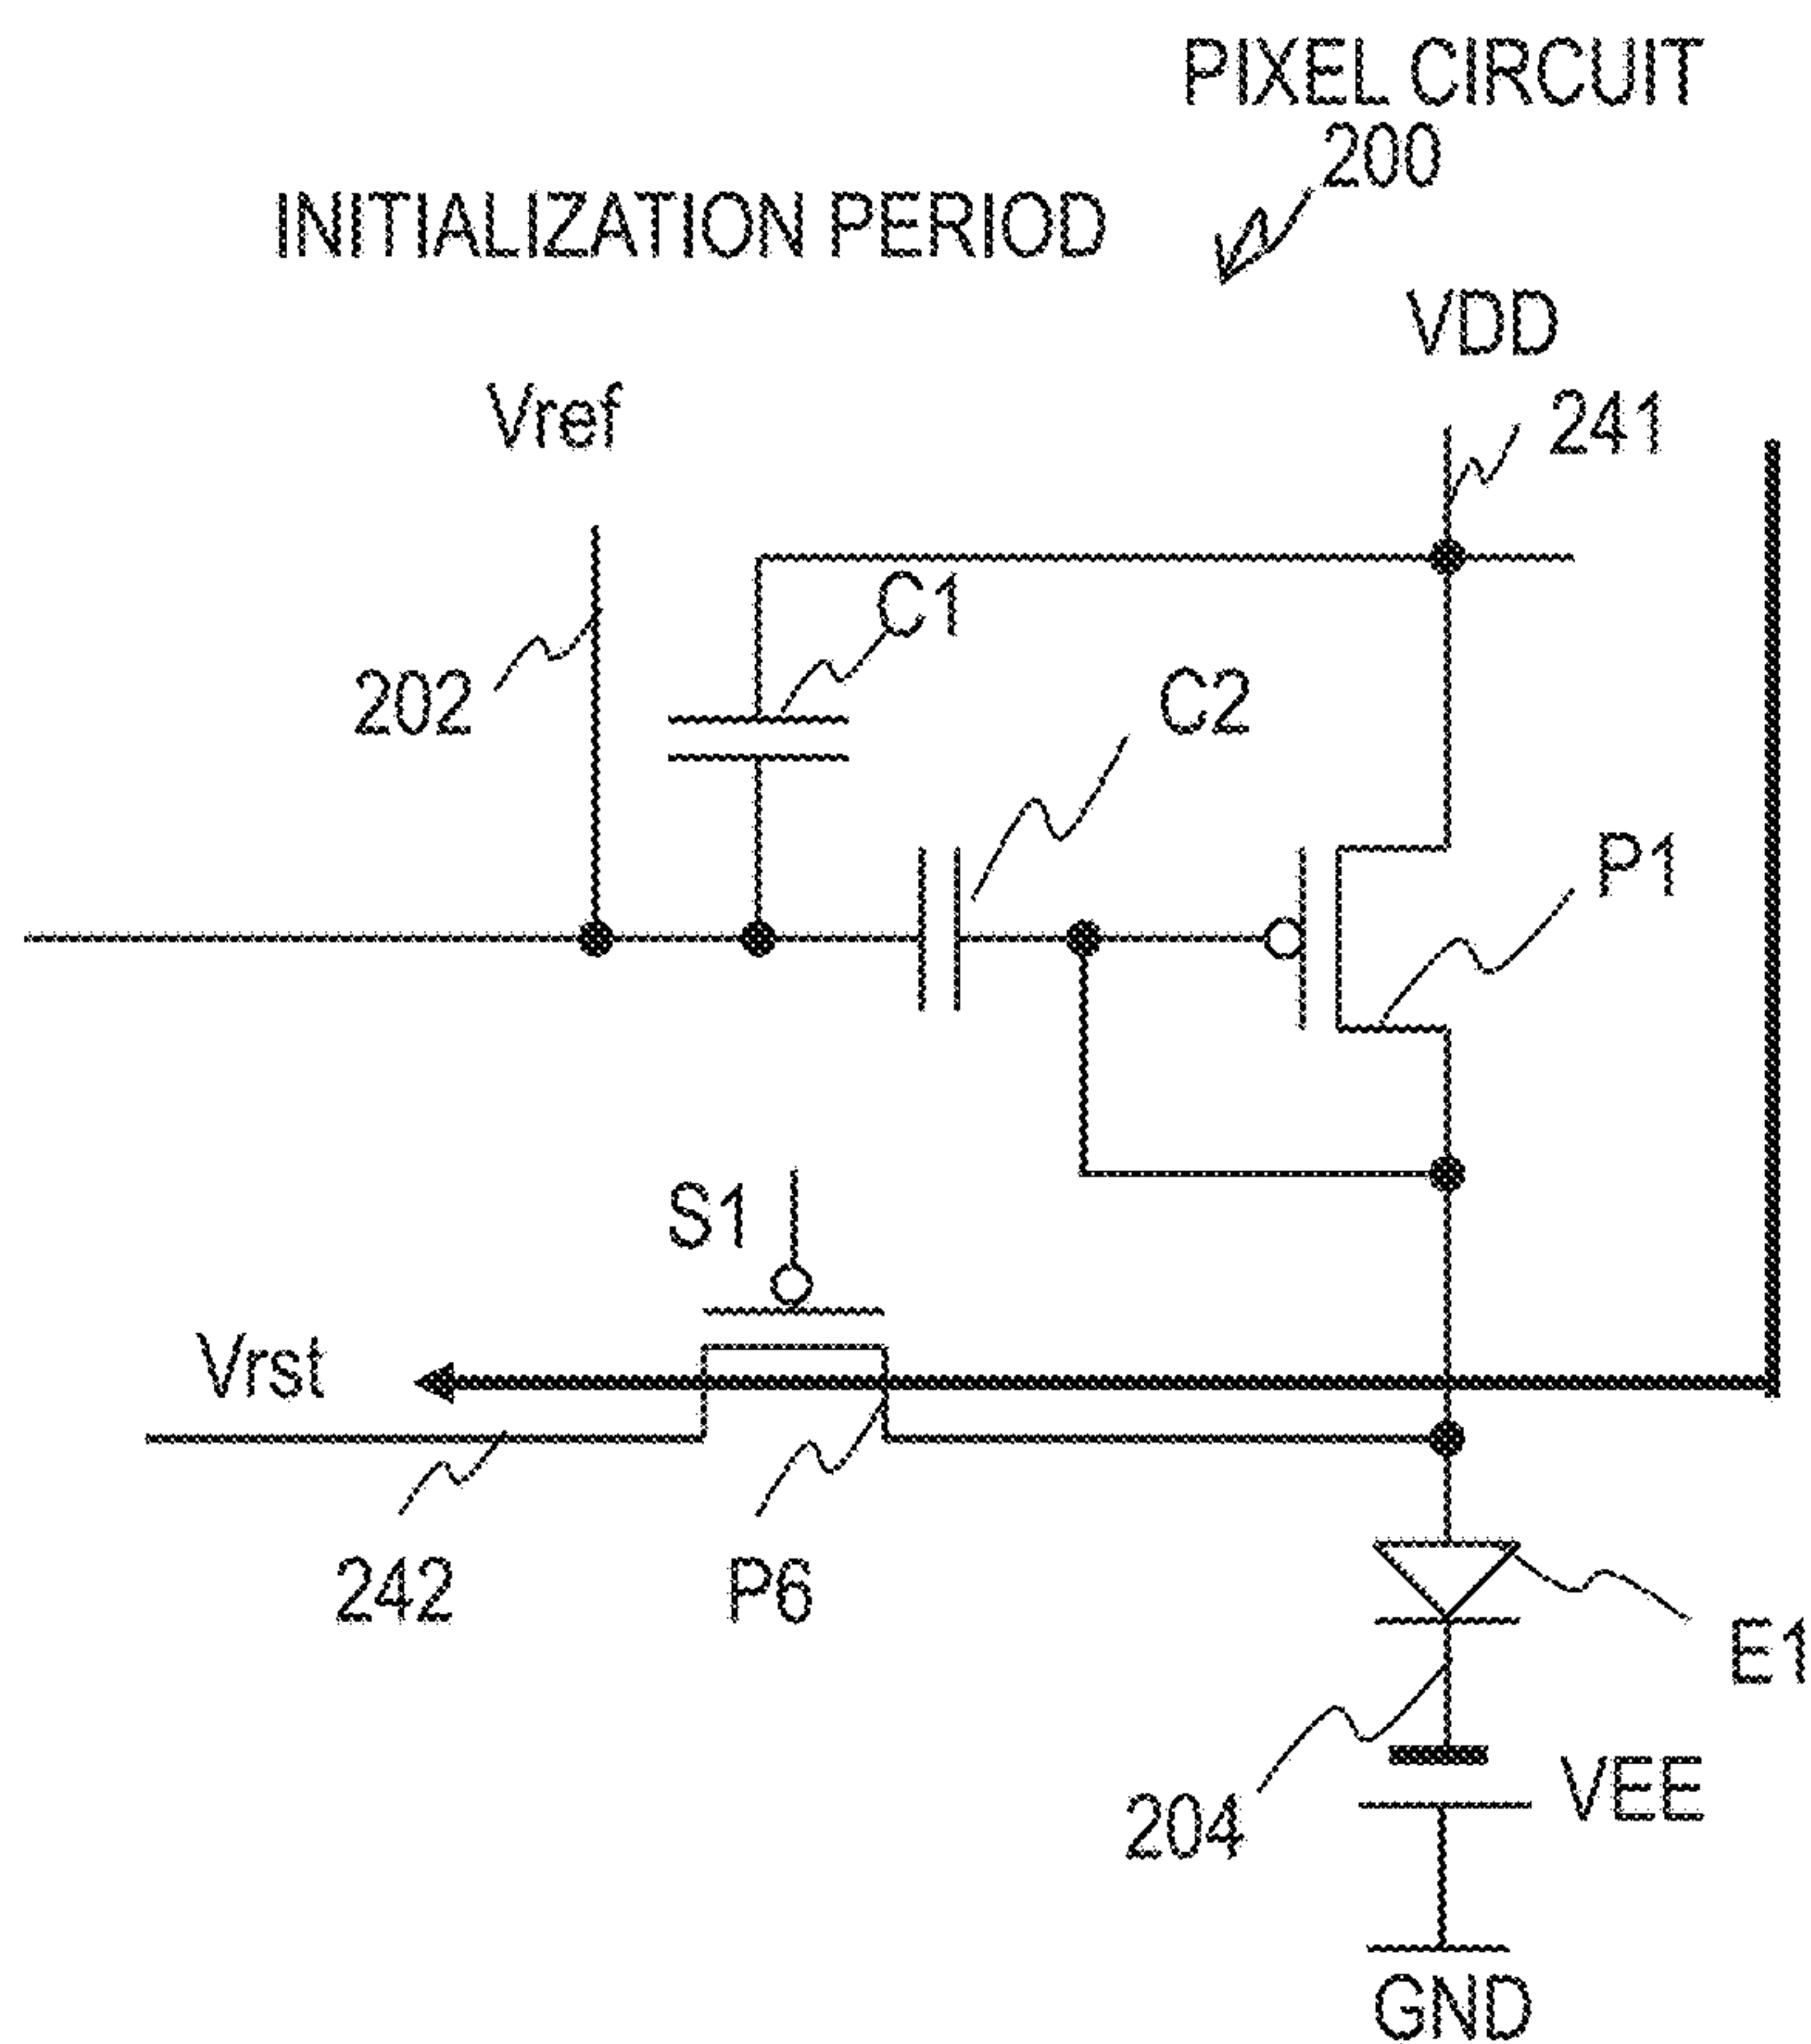 PIXEL CIRCUIT
200
INITIALIZATION PERIOD
VDD
Vref
241
C1
202
C2
P1
S1
Vrst
242
P6
E1
204
VEE
GND